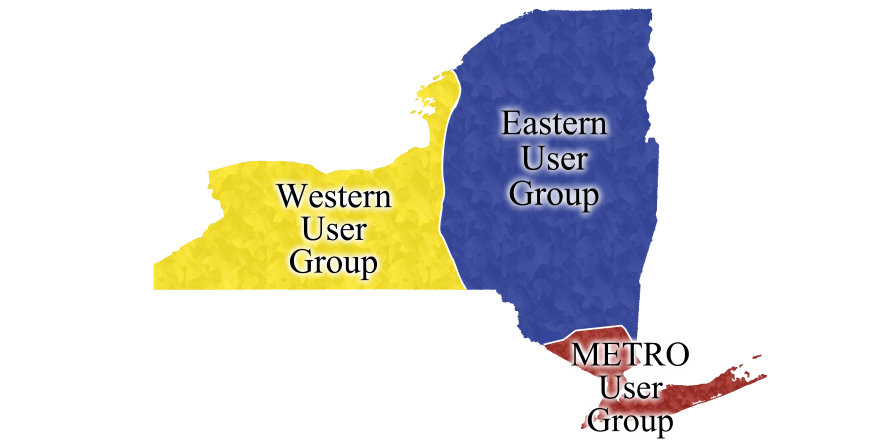 Eastern
User
Group
Western
User
Group
METRO
User
Group